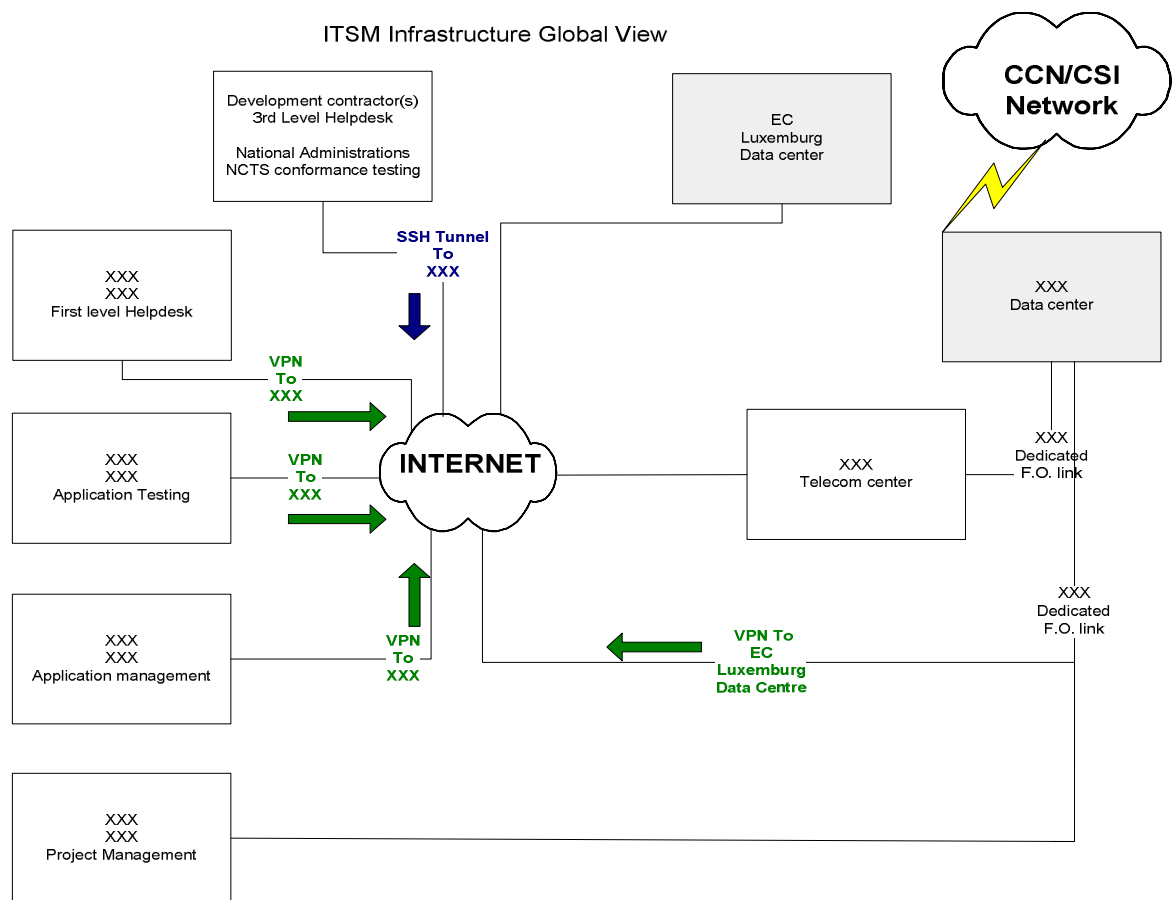 ITSM Infrastructure Global View
CCN/CSI
Network
Development contractor(s)
3rd Level Helpdesk
National Administrations
NCTS conformance testing
EC
Luxemburg
Data center
SSH Tunnel
To
XXX
XXX
XXX
First level Helpdesk
XXX
Data center
VPN
To
XXX
XXX
XXX
Application Testing
VPN
To
XXX
INTERNET
XXX
Telecom center
XXX
Dedicated
F.O. link
XXX
Dedicated
F.O. link
XXX
XXX
Application management
VPN
To
XXX
VPN To
EC
Luxemburg
Data Centre
XXX
XXX
Project Management